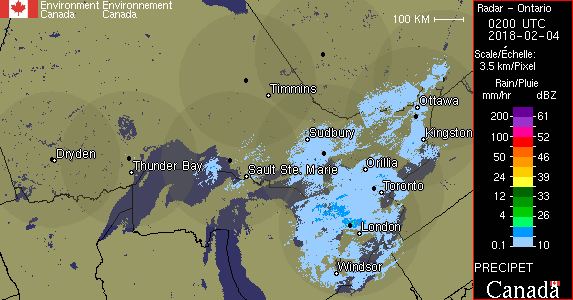 Environment Environnement
Canada Canada
100 KM
Timmins
Ottawa
Sudbury
Kingston
Dryden
Thunder Bay
Sault Ste. Marie
Orillia
Toronto
London
Windsor
Radar - Ontario
0200 UTC
2018-02-04
Scale/Échelle:
3.5 km/Pixel
Rain/Pluie
mm/hr dBZ
200 61
100 52
50 46
24 39
12 33
4 26
0.1 10
PRECIPET
Canada